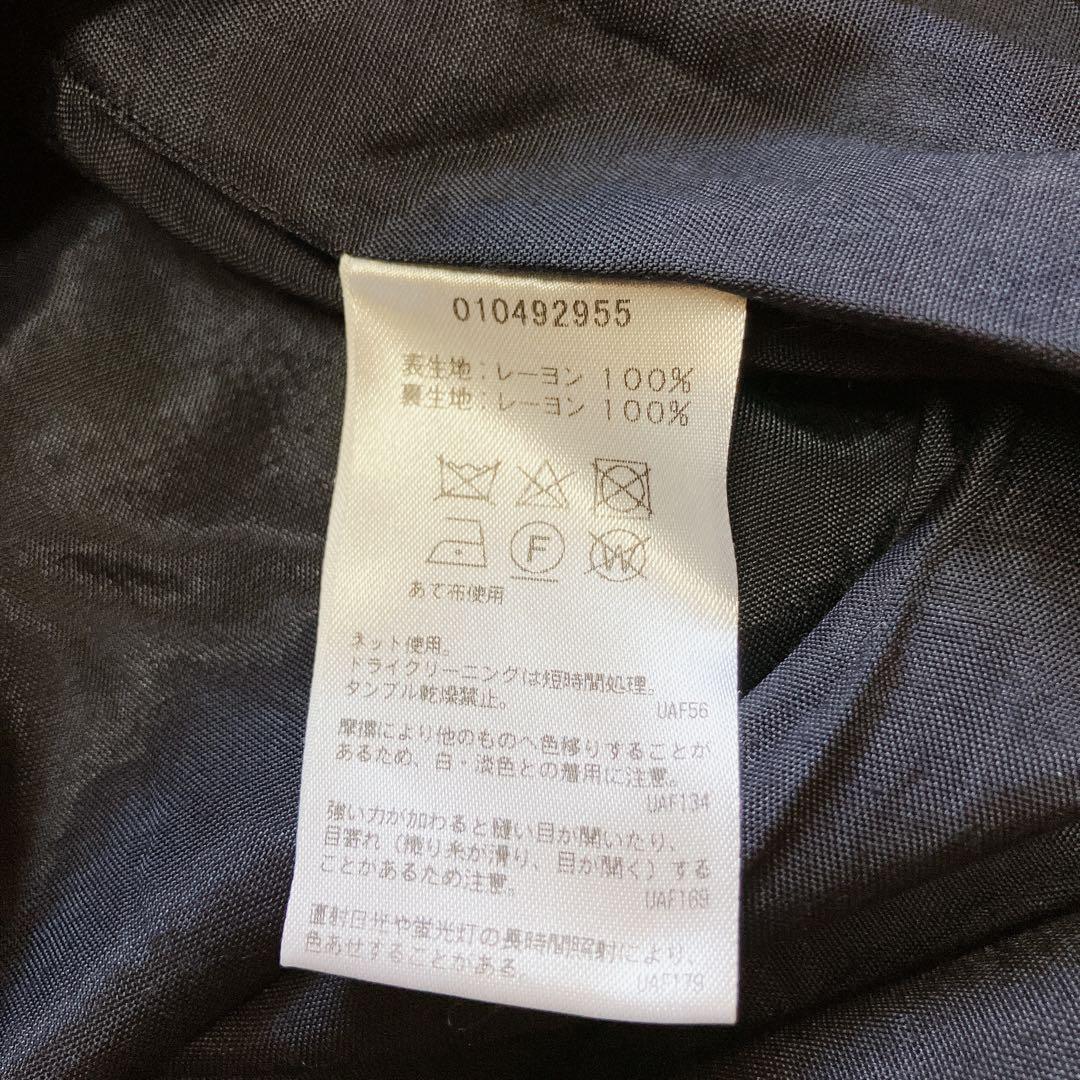 010492955
表生地：レーヨン 100%
裏生地：レーヨン 100%
F
W
あて布使用
ネット使用。
ドライクリーニングは短時間処理。
タンブル乾燥禁止。
UAF56
摩擦により他のものへ色移りすることが
あるため、白・淡色との着用に注意。
UAF134
強い力が加わると縫い目が開いたり、
目寄れ（織り糸が滑り、目が開く）する
ことがあるため注意。
UAF169
直射日光や蛍光灯の長時間照射により、
色あせすることがある。
UAF179